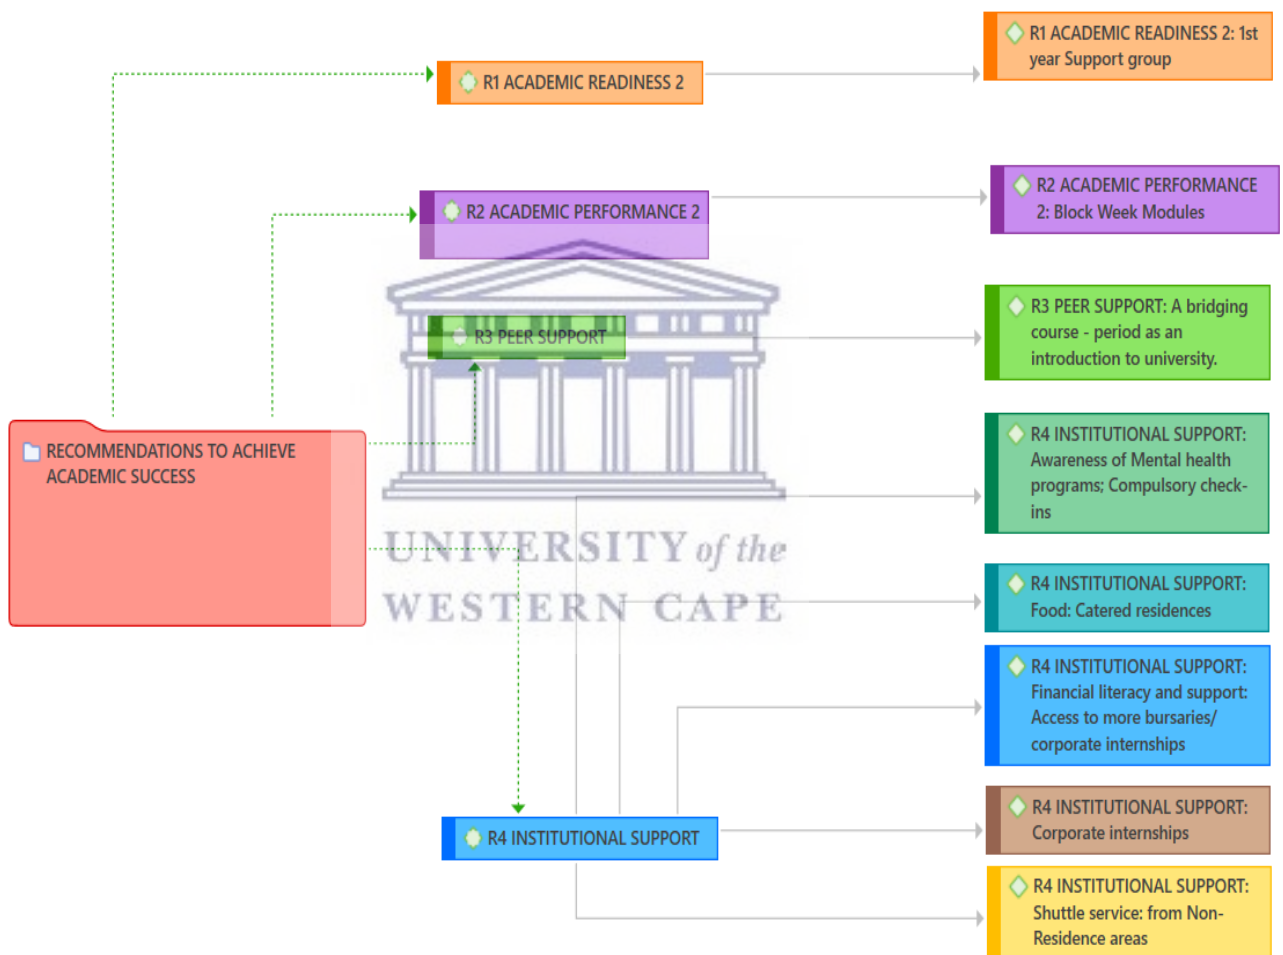 R1 ACADEMIC READINESS 2: 1st
year Support group
R1 ACADEMIC READINESS 2
R2 ACADEMIC PERFORMANCE
2: Block Week Modules
R2 ACADEMIC PERFORMANCE 2
R3 PEER SUPPORT: A bridging
course - period as an
introduction to university.
R3 PEER SUPPORT
RECOMMENDATIONS TO ACHIEVE
ACADEMIC SUCCESS
R4 INSTITUTIONAL SUPPORT:
Awareness of Mental health
programs; Compulsory check-
ins
UNIVERSITY of the
WESTERN CAPE
R4 INSTITUTIONAL SUPPORT:
Food: Catered residences
R4 INSTITUTIONAL SUPPORT:
Financial literacy and support:
Access to more bursaries/
corporate internships
R4 INSTITUTIONAL SUPPORT
R4 INSTITUTIONAL SUPPORT:
Corporate internships
R4 INSTITUTIONAL SUPPORT:
Shuttle service: from Non-
Residence areas